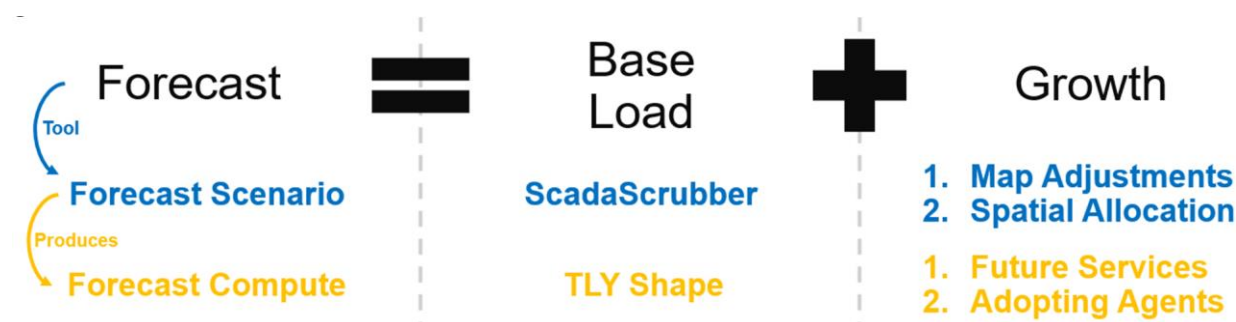 Forecast
=
Base
Load
+
Growth
Tool
Forecast Scenario
ScadaScrubber
1. Map Adjustments
2. Spatial Allocation
Produces
Forecast Compute
TLY Shape
1. Future Services
2. Adopting Agents